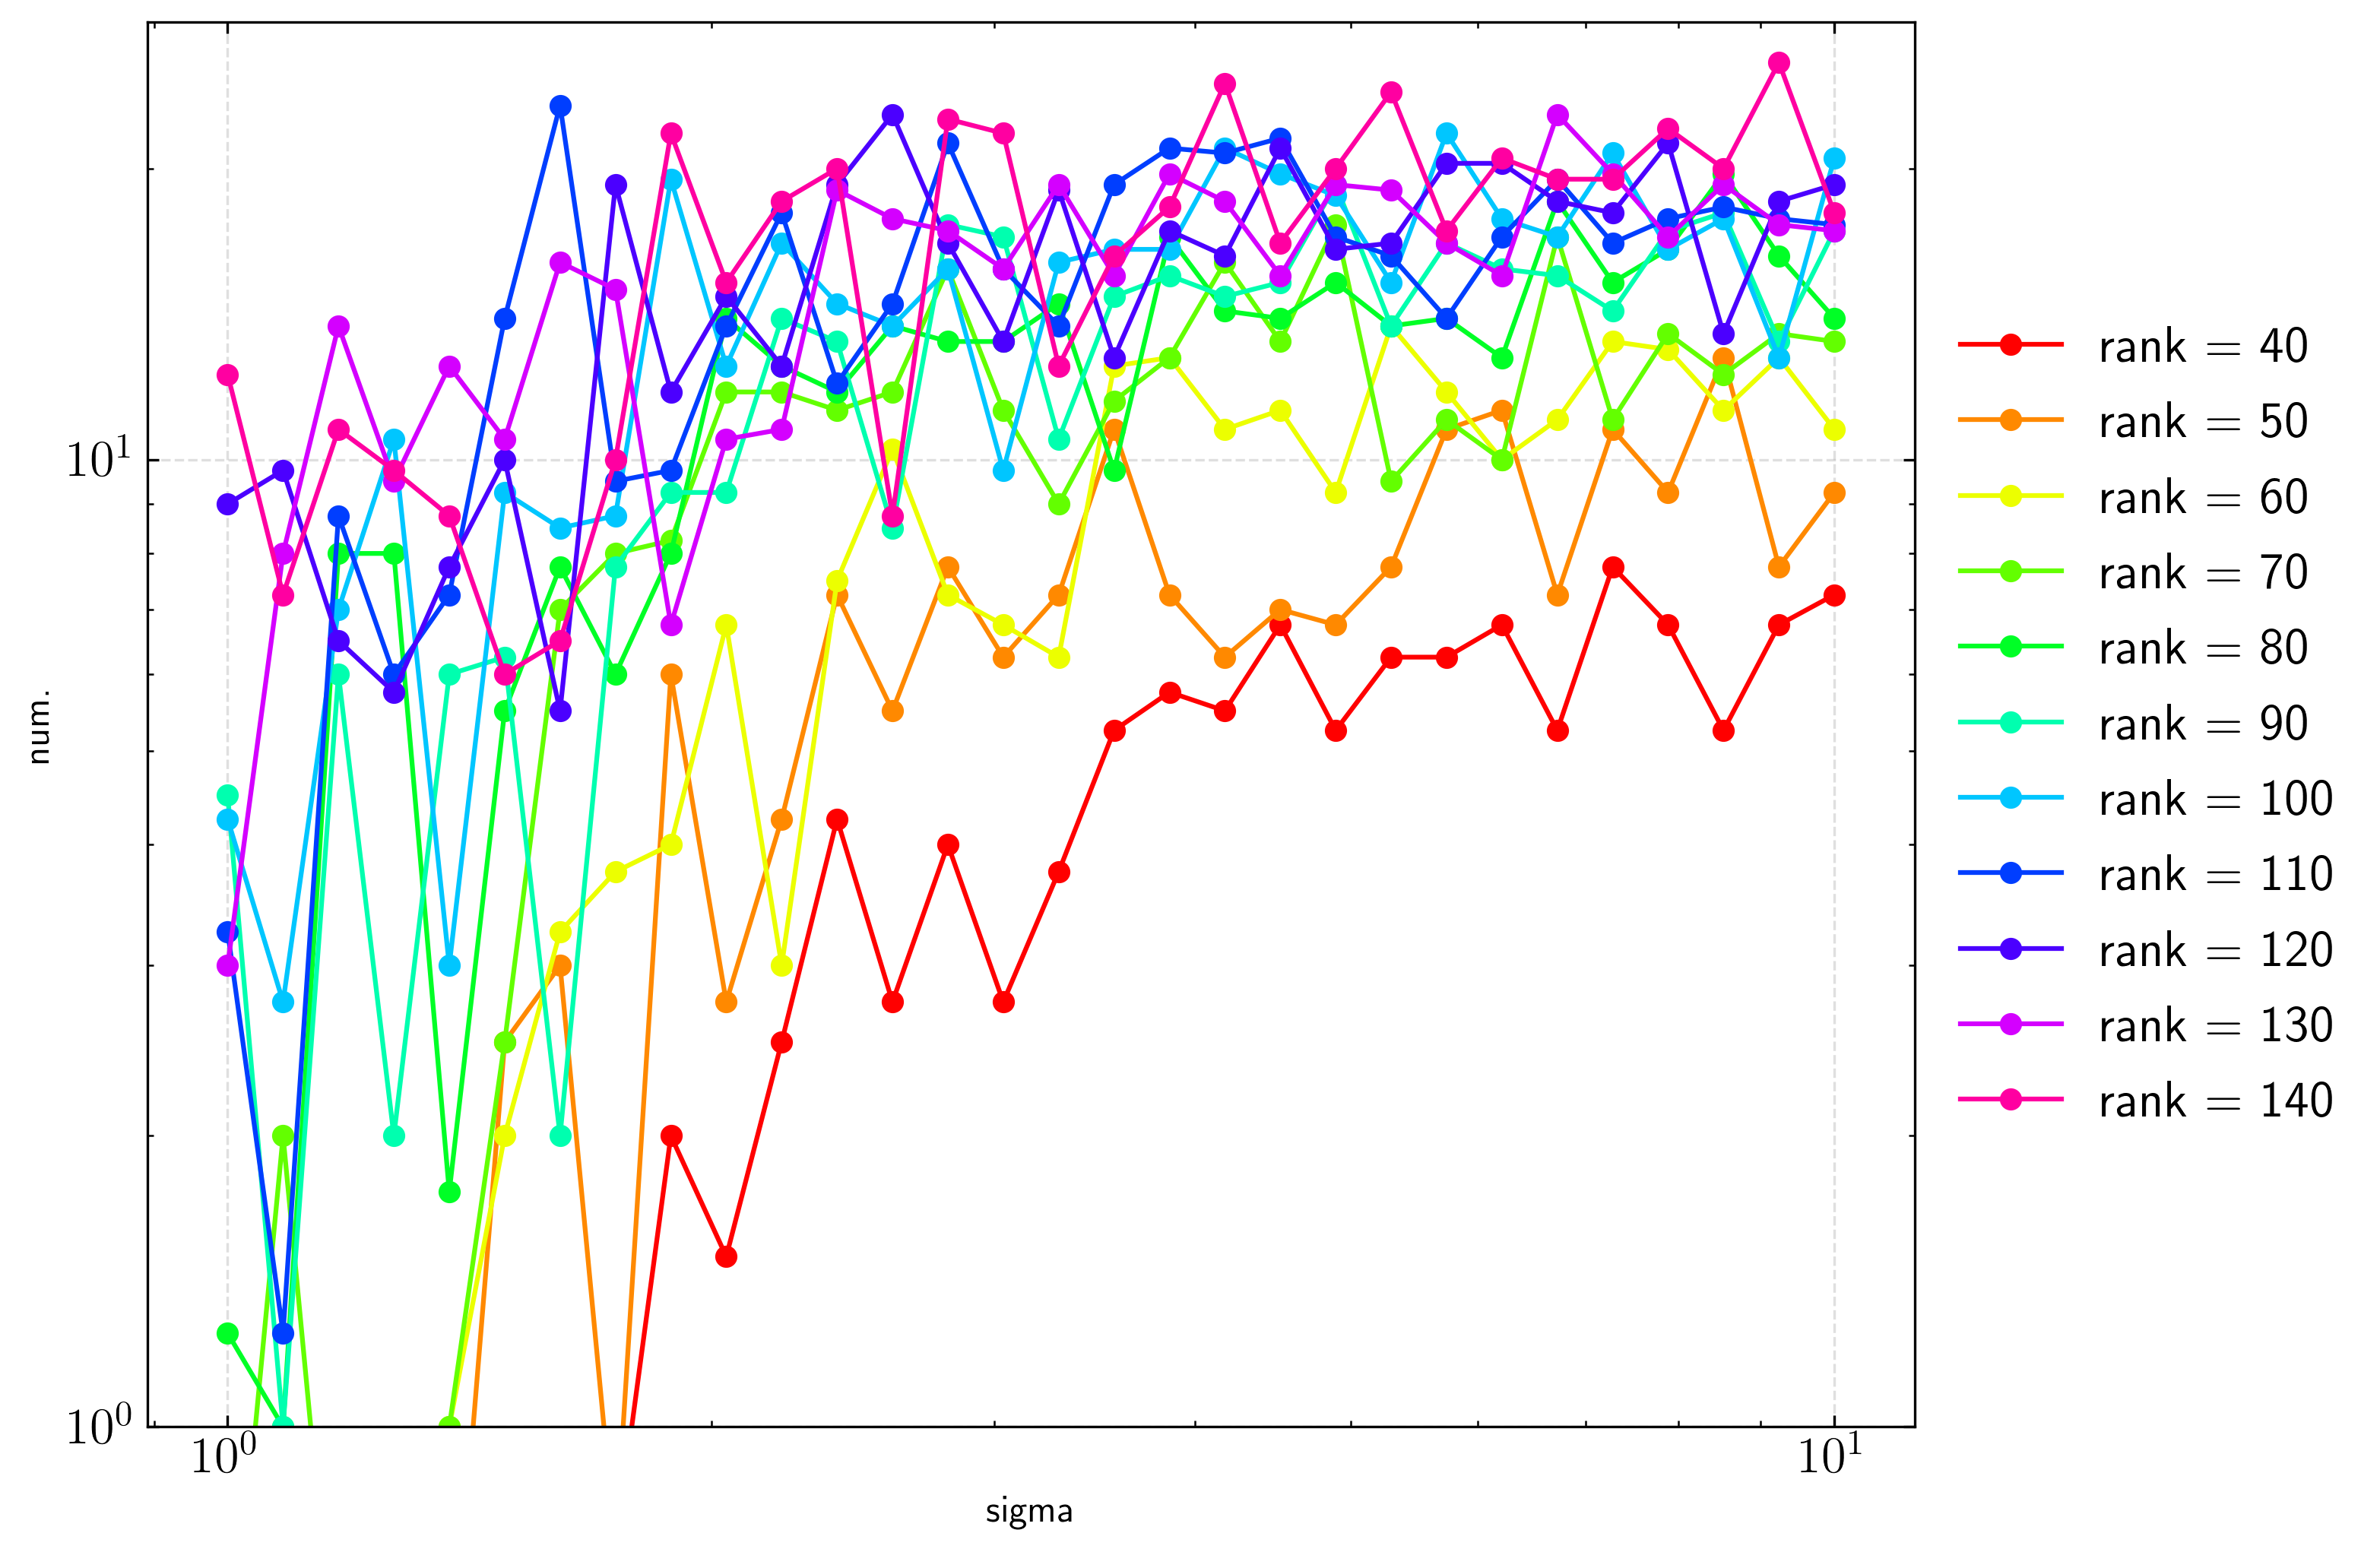 num.
10^1
10^0
10^0
10^1
sigma
rank = 40
rank = 50
rank = 60
rank = 70
rank = 80
rank = 90
rank = 100
rank = 110
rank = 120
rank = 130
rank = 140